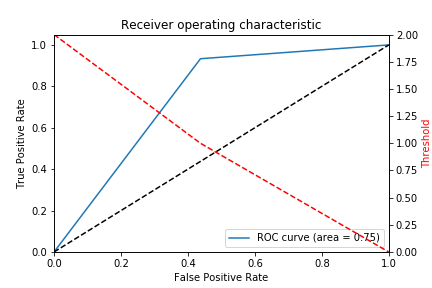 Receiver operating characteristic
1.0
0.8
0.6
0.4
0.2
0.0
True Positive Rate
2.00
1.75
1.50
1.25
1.00
0.75
0.50
0.25
0.00
Threshold
ROC curve (area = 0.75)
0.0 0.2 0.4 0.6 0.8 1.0
False Positive Rate